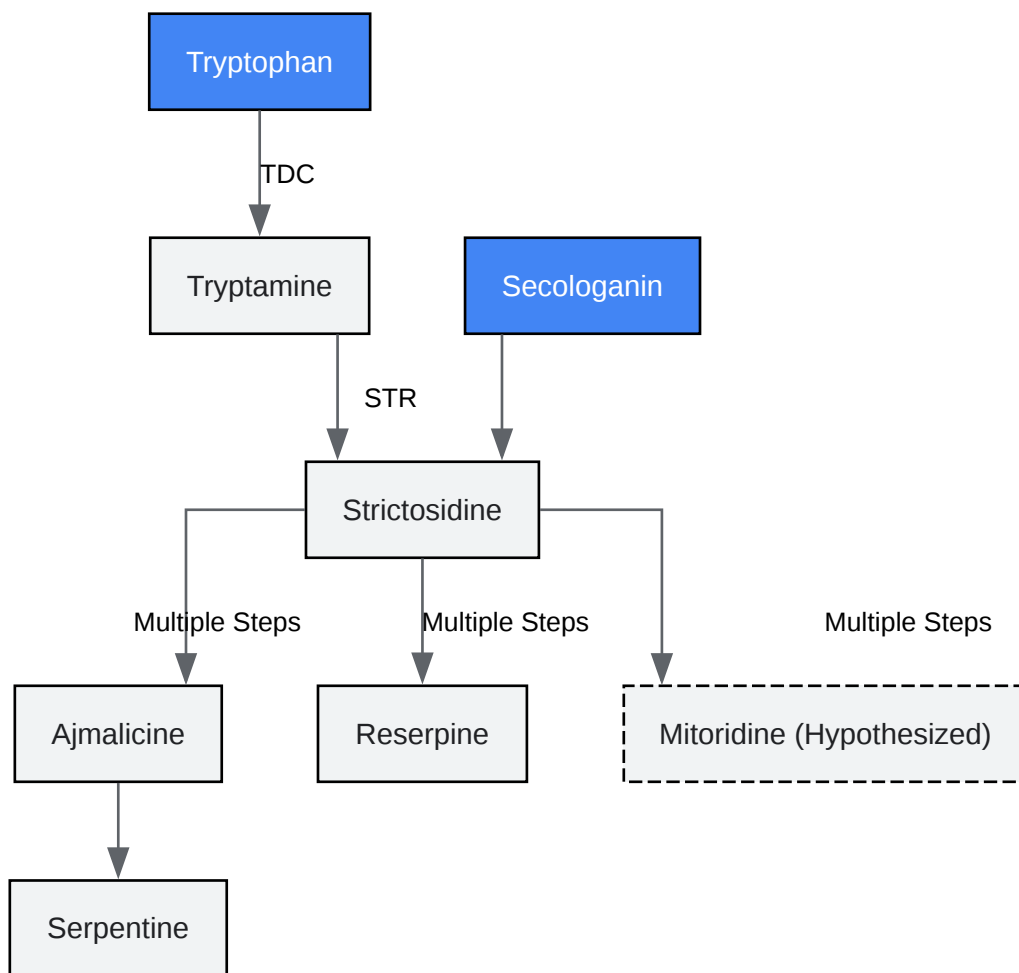 Tryptophan
TDC
Tryptamine
Secologanin
STR
Strictosidine
Multiple Steps
Multiple Steps
Multiple Steps
Ajmalicine
Reserpine
Mitoridine (Hypothesized)
Serpentine